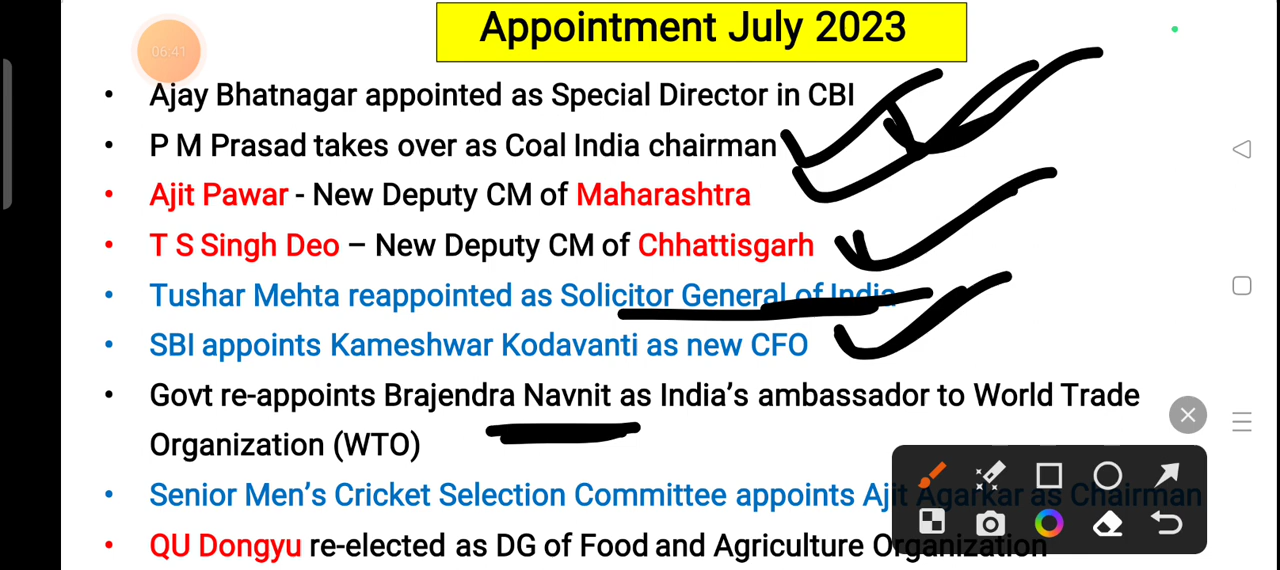 Appointment July 2023
06:41
• Ajay Bhatnagar appointed as Special Director in CBI
• P M Prasad takes over as Coal India chairman
• Ajit Pawar - New Deputy CM of Maharashtra
• T S Singh Deo – New Deputy CM of Chhattisgarh
• Tushar Mehta reappointed as Solicitor General of India
• SBI appoints Kameshwar Kodavanti as new CFO
• Govt re-appoints Brajendra Navnit as India’s ambassador to World Trade
Organization (WTO)
• Senior Men’s Cricket Selection Committee appoints Ajit Agarkar as Chairman
• QU Dongyu re-elected as DG of Food and Agriculture Organization